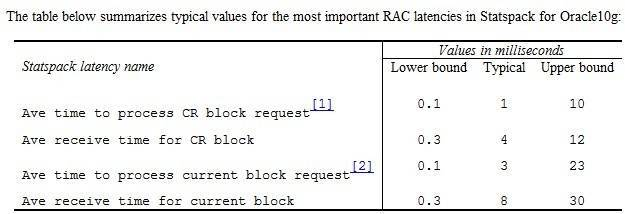 The table below summarizes typical values for the most important RAC latencies in Statspack for Oracle10g:
Values in milliseconds
Statspack latency name Lower bound Typical Upper bound
Ave time to process CR block request[1] 0.1 1 10
Ave receive time for CR block 0.3 4 12
Ave time to process current block request[2] 0.1 3 23
Ave receive time for current block 0.3 8 30